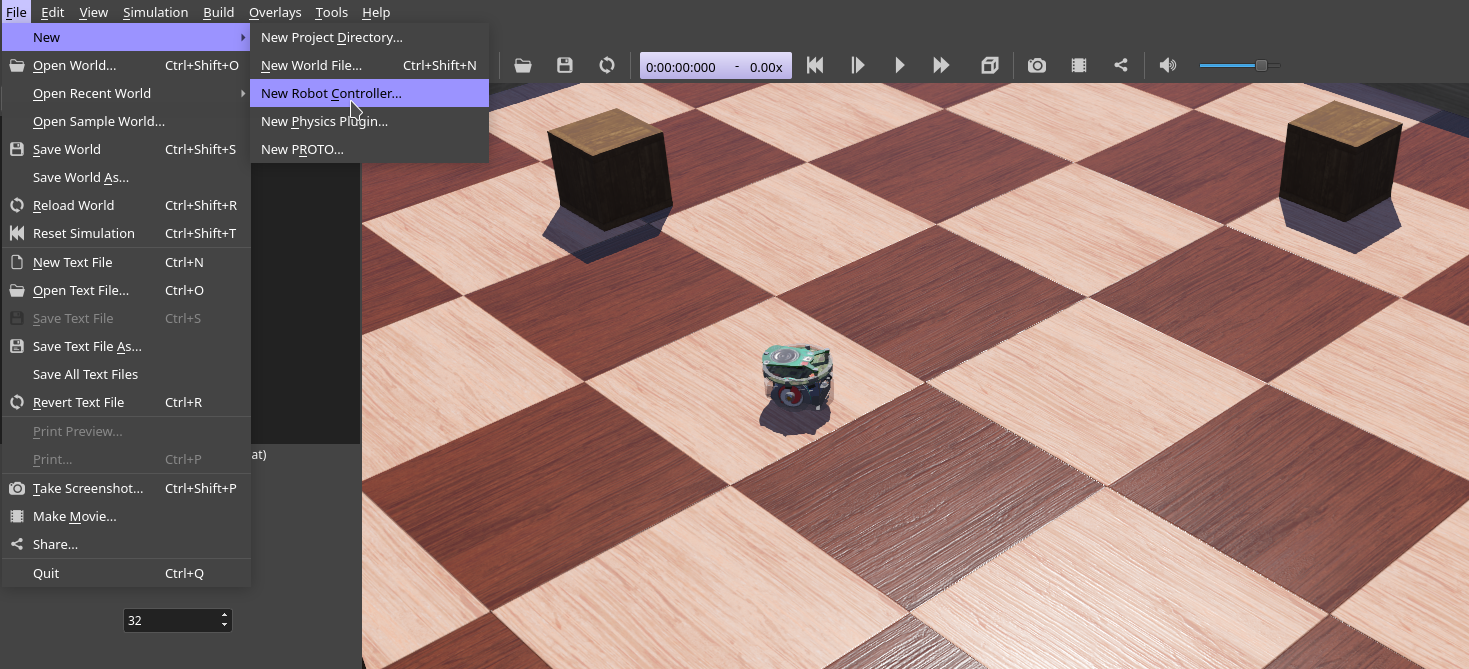 File Edit View Simulation Build Overlays Tools Help
New
Open World... Ctrl+Shift+O
Open Recent World
Open Sample World...
Save World Ctrl+Shift+S
Save World As...
Reload World Ctrl+Shift+R
Reset Simulation Ctrl+Shift+T
New Text File Ctrl+N
Open Text File... Ctrl+O
Save Text File Ctrl+S
Save Text File As...
Save All Text Files
Revert Text File Ctrl+R
Print Preview...
Print... Ctrl+P
Take Screenshot... Ctrl+Shift+P
Make Movie...
Share...
Quit Ctrl+Q
New Project Directory...
New World File... Ctrl+Shift+N
New Robot Controller...
New Physics Plugin...
New PROTO...
0:00:00:000 - 0.00x
at)
32